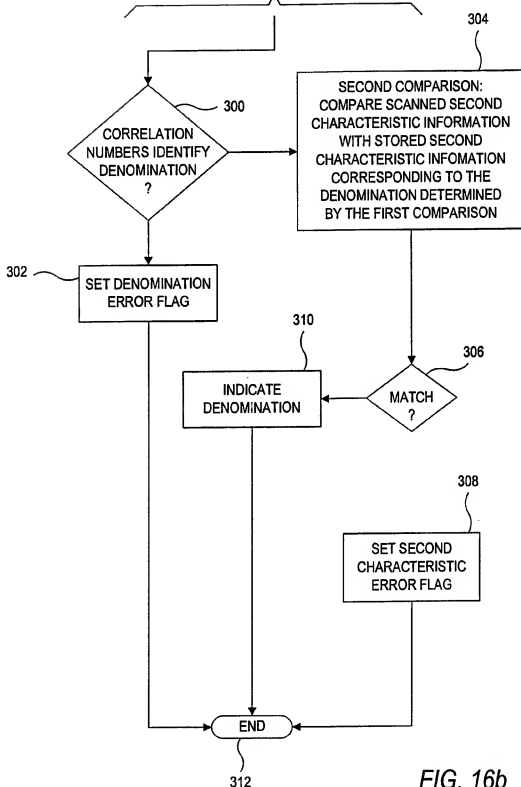 300
CORRELATION
NUMBERS IDENTIFY
DENOMINATION
?
304
SECOND COMPARISON:
COMPARE SCANNED SECOND
CHARACTERISTIC INFORMATION
WITH STORED SECOND
CHARACTERISTIC INFOMATION
CORRESPONDING TO THE
DENOMINATION DETERMINED
BY THE FIRST COMPARISON
302
SET DENOMINATION
ERROR FLAG
310
INDICATE
DENOMINATION
306
MATCH
?
308
SET SECOND
CHARACTERISTIC
ERROR FLAG
END
312
FIG. 16b